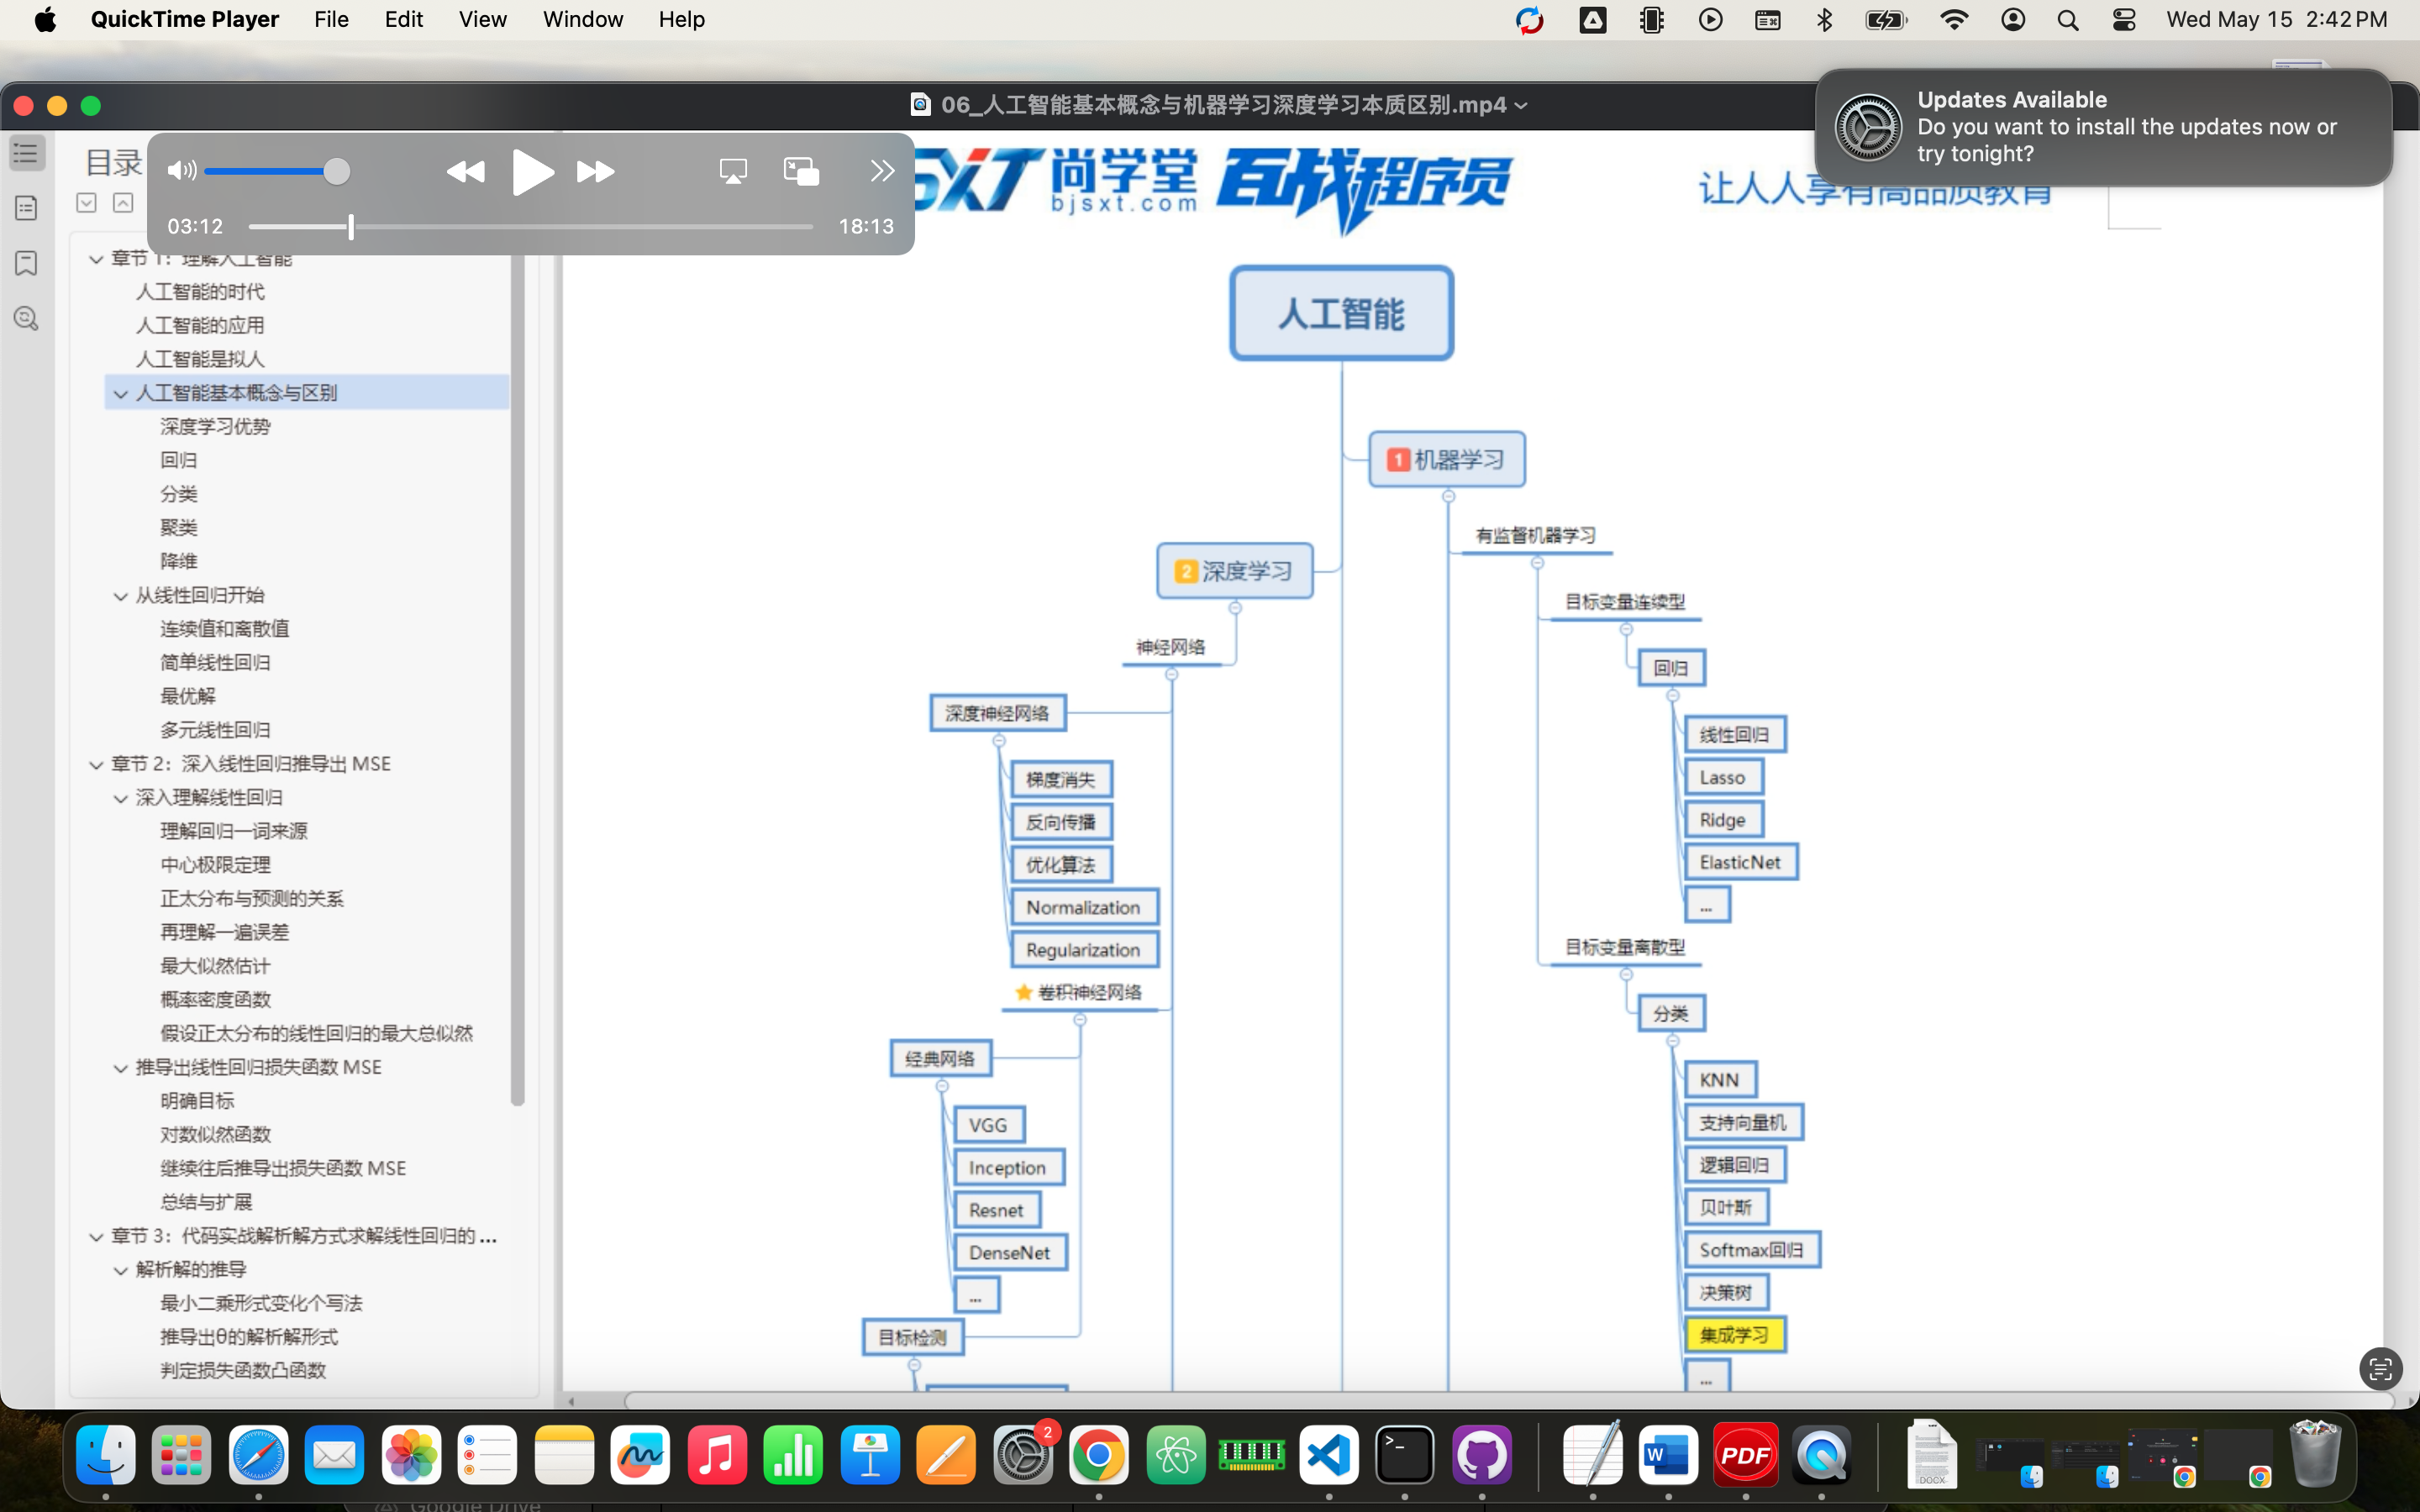 QuickTime Player File Edit View Window Help Wed May 15 2:42 PM
06_人工智能基本概念与机器学习深度学习本质区别.mp4
Updates Available
Do you want to install the updates now or
try tonight?
03:12 18:13
目录
SXT 尚学堂 百战程序员
bjsxt.com
让人人享有高品质教育
章节 1：理解人工智能
人工智能的时代
人工智能的应用
人工智能是拟人
人工智能基本概念与区别
深度学习优势
回归
分类
聚类
降维
从线性回归开始
连续值和离散值
简单线性回归
最优解
多元线性回归
章节 2：深入线性回归推导出 MSE
深入理解线性回归
理解回归一词来源
中心极限定理
正太分布与预测的关系
再理解一遍误差
最大似然估计
概率密度函数
假设正太分布的线性回归的最大总似然
推导出线性回归损失函数 MSE
明确目标
对数似然函数
继续往后推导出损失函数 MSE
总结与扩展
章节 3：代码实战解析解方式求解线性回归的 ...
解析解的推导
最小二乘形式变化个写法
推导出θ的解析解形式
判定损失函数凸函数
人工智能
1 机器学习
有监督机器学习
目标变量连续型
回归
线性回归
Lasso
Ridge
ElasticNet
...
目标变量离散型
分类
KNN
支持向量机
逻辑回归
贝叶斯
Softmax回归
决策树
集成学习
...
2 深度学习
神经网络
深度神经网络
梯度消失
反向传播
优化算法
Normalization
Regularization
卷积神经网络
经典网络
VGG
Inception
Resnet
DenseNet
...
目标检测
2
W
PDF
DOCX
Google Drive